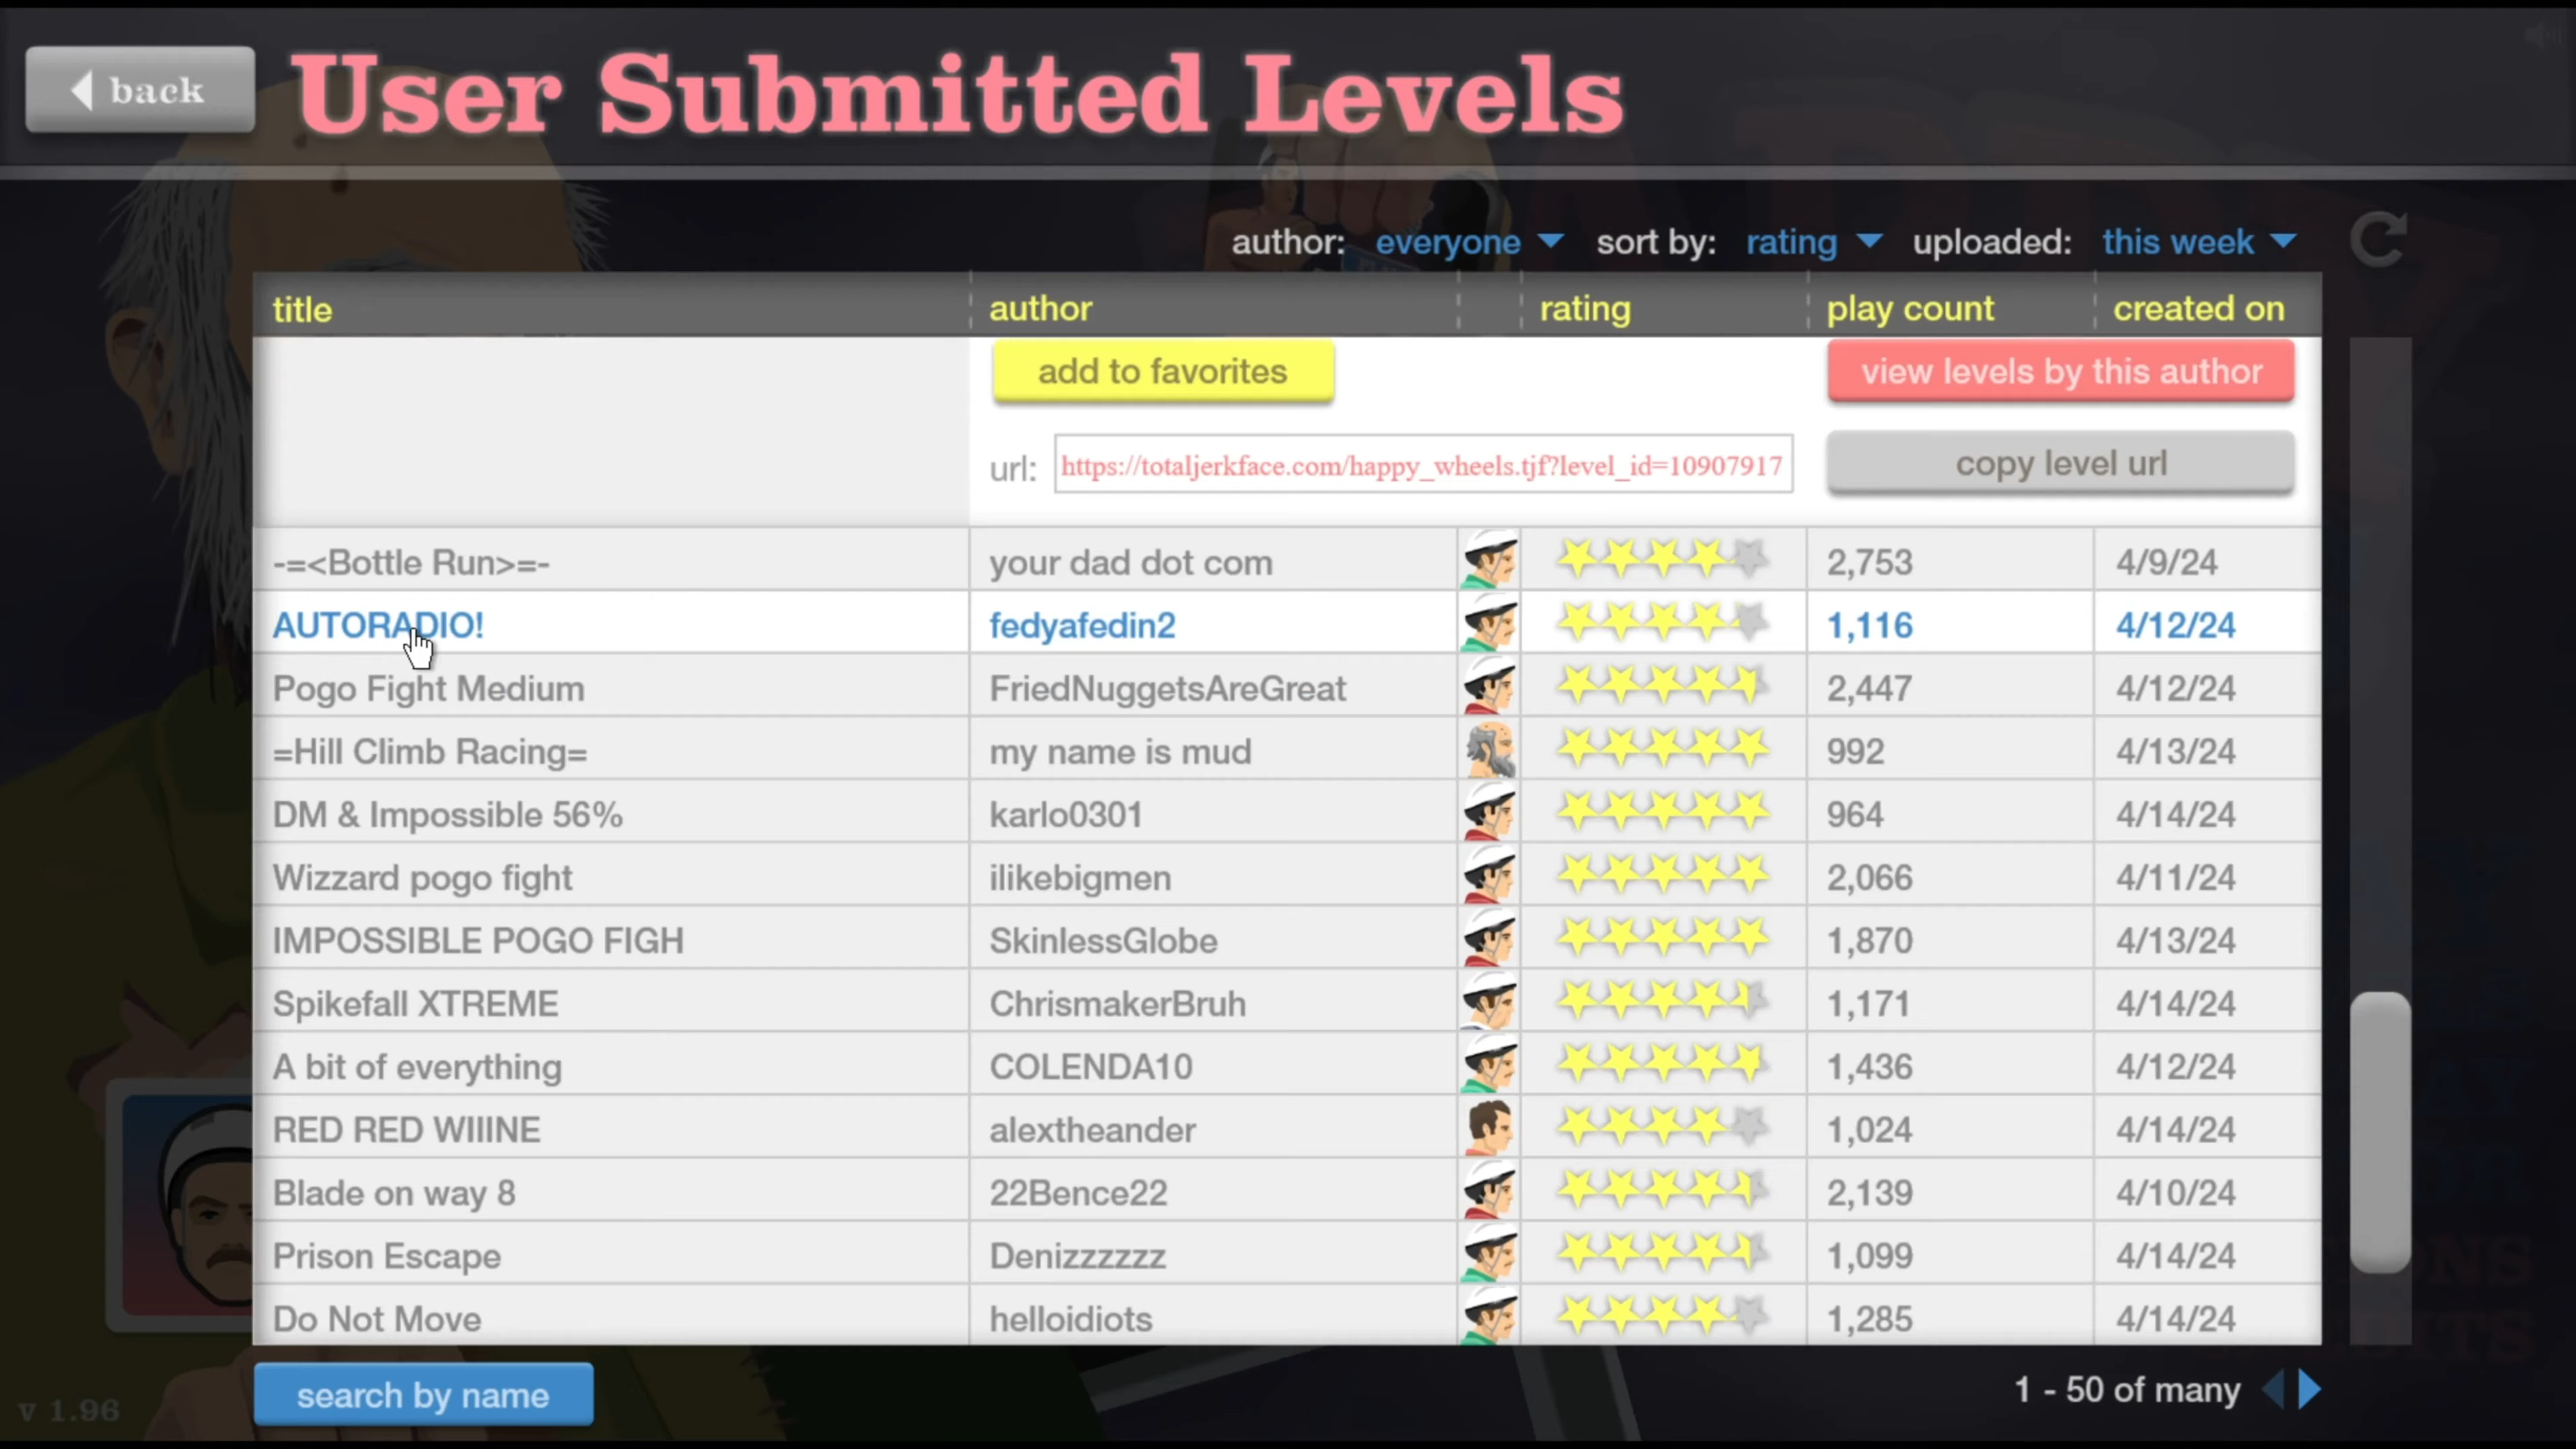 back
User Submitted Levels
author: everyone sort by: rating uploaded: this week
title author rating play count created on
add to favorites view levels by this author
url: https://totaljerkface.com/happy_wheels.tjf?level_id=10907917 copy level url
-=<Bottle Run>=- your dad dot com 2,753 4/9/24
AUTORADIO! fedyafedin2 1,116 4/12/24
Pogo Fight Medium FriedNuggetsAreGreat 2,447 4/12/24
=Hill Climb Racing= my name is mud 992 4/13/24
DM & Impossible 56% karlo0301 964 4/14/24
Wizzard pogo fight ilikebigmen 2,066 4/11/24
IMPOSSIBLE POGO FIGH SkinlessGlobe 1,870 4/13/24
Spikefall XTREME ChrismakerBruh 1,171 4/14/24
A bit of everything COLENDA10 1,436 4/12/24
RED RED WIIINE alextheander 1,024 4/14/24
Blade on way 8 22Bence22 2,139 4/10/24
Prison Escape Denizzzzzz 1,099 4/14/24
Do Not Move helloidiots 1,285 4/14/24
search by name 1 - 50 of many
v 1.96